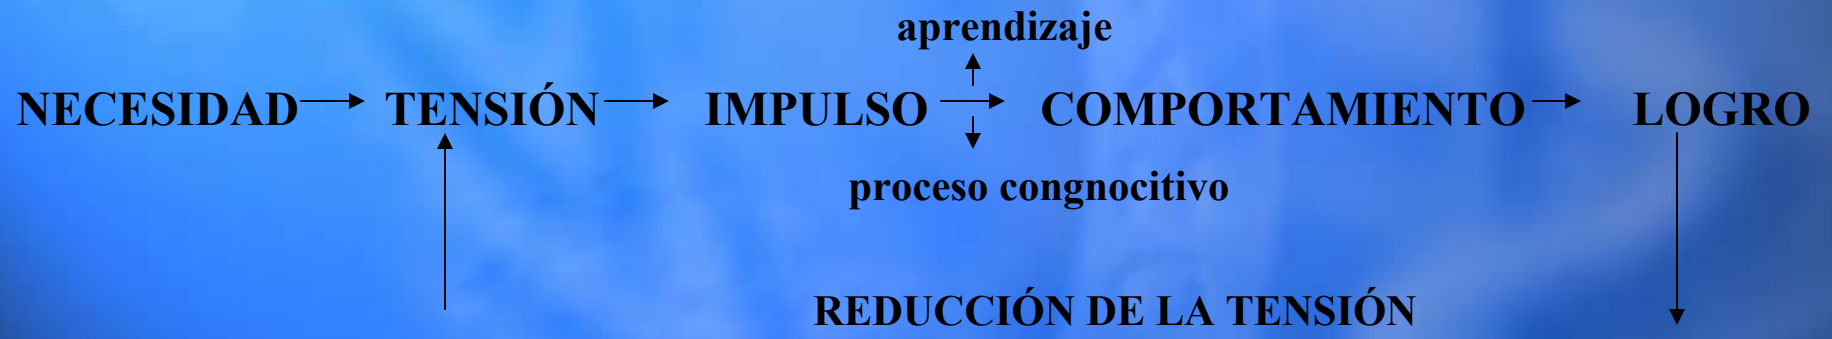 aprendizaje
NECESIDAD TENSIÓN IMPULSO COMPORTAMIENTO LOGRO
proceso congnocitivo
REDUCCIÓN DE LA TENSIÓN